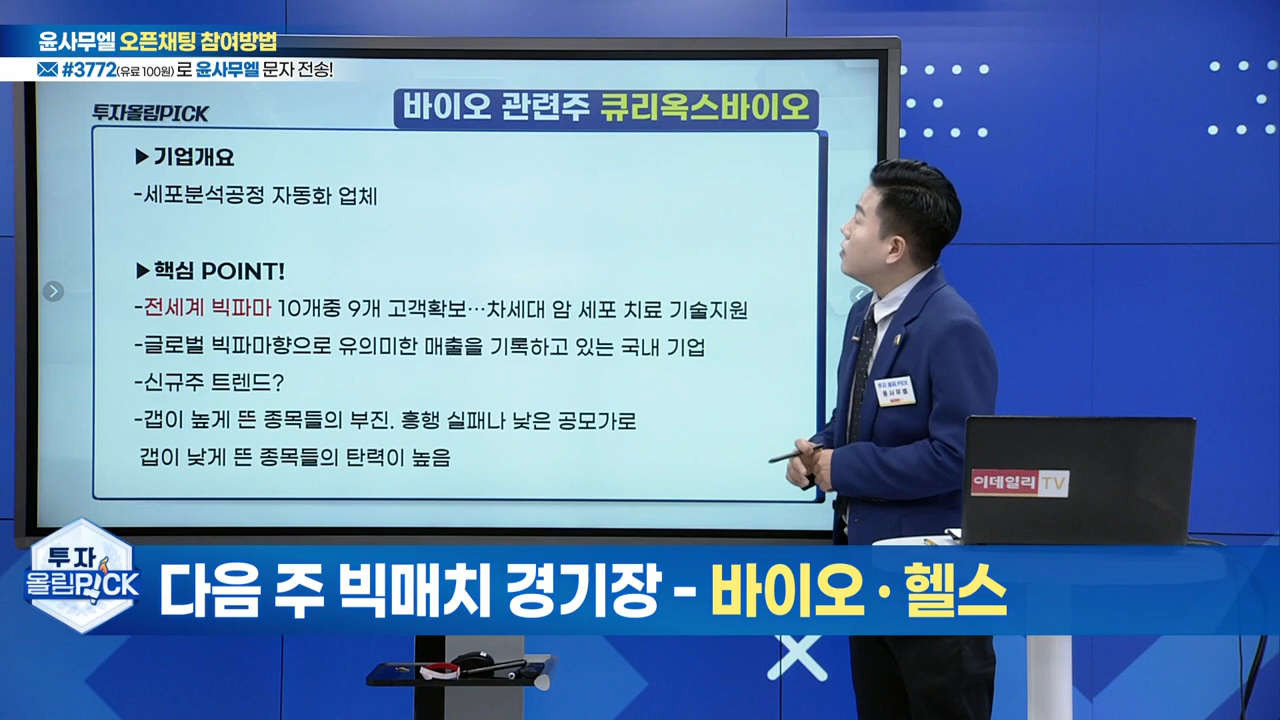 윤사무엘 오픈채팅 참여방법
#3772(유료 100원)로 윤사무엘 문자 전송!
투자올림PICK
바이오 관련주 큐리옥스바이오
▶기업개요
-세포분석공정 자동화 업체
▶핵심 POINT!
-전세계 빅파마 10개중 9개 고객확보…차세대 암 세포 치료 기술지원
-글로벌 빅파마향으로 유의미한 매출을 기록하고 있는 국내 기업
-신규주 트렌드?
-갭이 높게 뜬 종목들의 부진. 흥행 실패나 낮은 공모가로
갭이 낮게 뜬 종목들의 탄력이 높음
투자 올림 PICK
윤사무엘
이데일리TV
투자
올림PICK
다음 주 빅매치 경기장 - 바이오·헬스